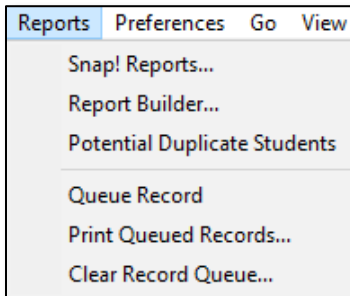 Reports Preferences Go View
Snap! Reports...
Report Builder...
Potential Duplicate Students
Queue Record
Print Queued Records...
Clear Record Queue...